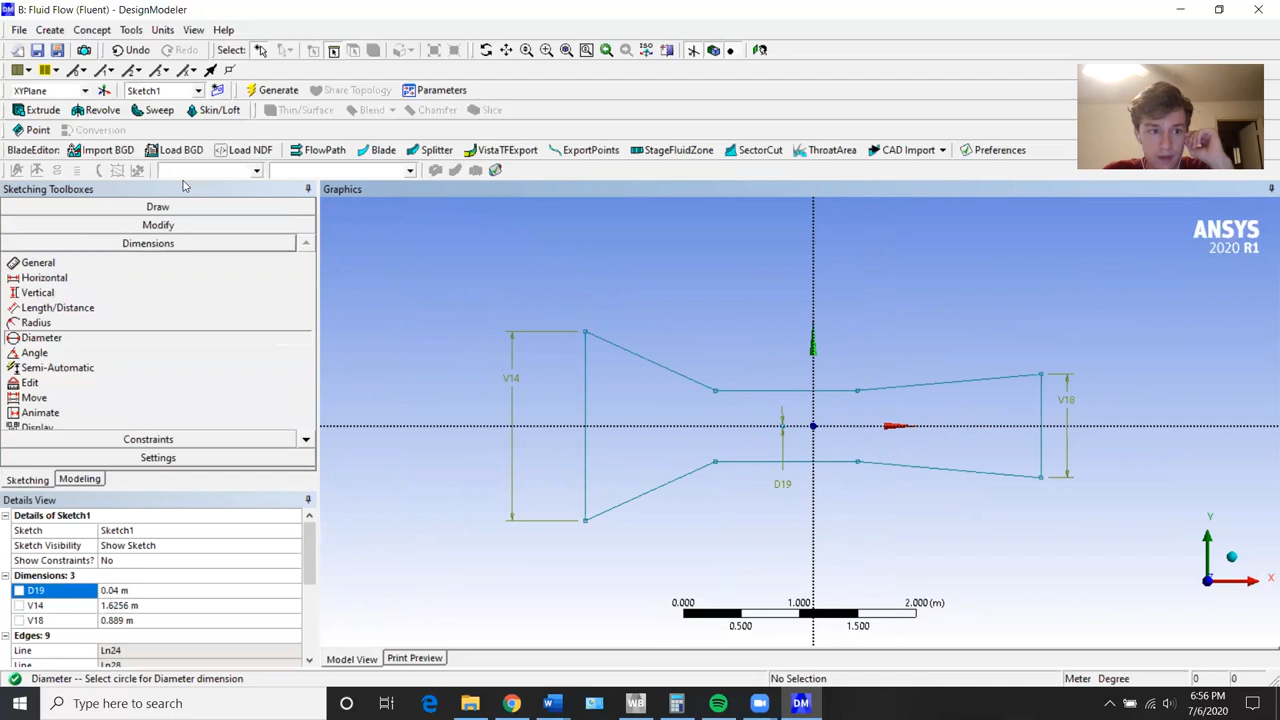 B: Fluid Flow (Fluent) - DesignModeler
File Create Concept Tools Units View Help
Undo Redo Select: ISO
XYPlane Sketch1 Generate Share Topology Parameters
Extrude Revolve Sweep Skin/Loft Thin/Surface Blend Chamfer Slice
Point Conversion
BladeEditor: Import BGD Load BGD Load NDF FlowPath Blade Splitter VistaTFExport ExportPoints StageFluidZone SectorCut ThroatArea CAD Import Preferences
Sketching Toolboxes
Draw
Modify
Dimensions
General
Horizontal
Vertical
Length/Distance
Radius
Diameter
Angle
Semi-Automatic
Edit
Move
Animate
Display
Constraints
Settings
Sketching Modeling
Details View
Details of Sketch1
Sketch Sketch1
Sketch Visibility Show Sketch
Show Constraints? No
Dimensions: 3
D19 0.04 m
V14 1.6256 m
V18 0.889 m
Edges: 9
Line Ln24
Line Ln28
Graphics
ANSYS
2020 R1
V14
V18
D19
Y
X
0.000 1.000 2.000 (m)
0.500 1.500
Model View Print Preview
Diameter -- Select circle for Diameter dimension No Selection Meter Degree 0 0
Type here to search
WB
DM
6:56 PM
7/6/2020